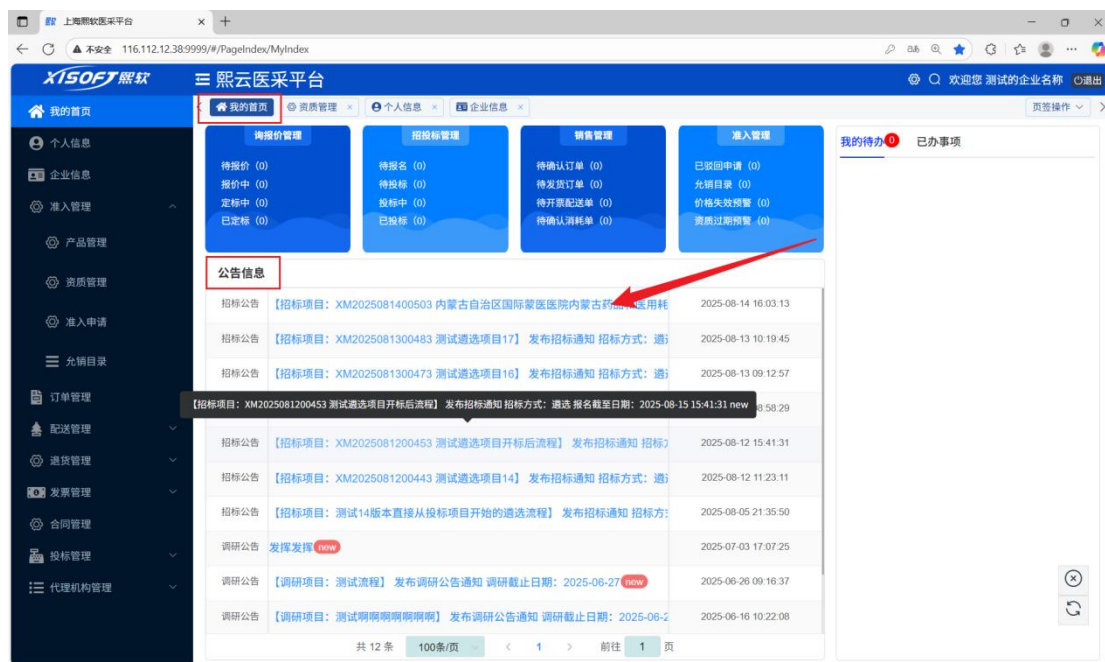 上海熙软医采平台
不安全 116.112.12.38:9999/#/PageIndex/MyIndex
XISOFT熙软
熙云医采平台
欢迎您 测试的企业名称
退出
我的首页
我的首页
资质管理
个人信息
企业信息
页签操作
个人信息
企业信息
准入管理
产品管理
资质管理
准入申请
允销目录
订单管理
配送管理
退货管理
发票管理
合同管理
投标管理
代理机构管理
询报价管理
待报价 (0)
报价中 (0)
定标中 (0)
已定标 (0)
招投标管理
待报名 (0)
待投标 (0)
投标中 (0)
已投标 (0)
销售管理
待确认订单 (0)
待发货订单 (0)
待开票配送单 (0)
待确认消耗单 (0)
准入管理
已驳回申请 (0)
允销目录 (0)
价格失效预警 (0)
资质过期预警 (0)
我的待办 0
已办事项
公告信息
招标公告 【招标项目：XM2025081400503 内蒙古自治区国际蒙医医院内蒙古药 医用耗 2025-08-14 16:03:13
招标公告 【招标项目：XM2025081300483 测试遴选项目17】 发布招标通知 招标方式：遴 2025-08-13 10:19:45
招标公告 【招标项目：XM2025081300473 测试遴选项目16】 发布招标通知 招标方式：遴 2025-08-13 09:12:57
【招标项目：XM2025081200453 测试遴选项目开标后流程】 发布招标通知 招标方式：遴选 报名截至日期：2025-08-15 15:41:31 new
8:58:29
招标公告 【招标项目：XM2025081200453 测试遴选项目开标后流程】 发布招标通知 招标 2025-08-12 15:41:31
招标公告 【招标项目：XM2025081200443 测试遴选项目14】 发布招标通知 招标方式：遴 2025-08-12 11:23:11
招标公告 【招标项目：测试14版本直接从投标项目开始的遴选流程】 发布招标通知 招标方 2025-08-05 21:35:50
调研公告 发挥发挥 new 2025-07-03 17:07:25
调研公告 【调研项目：测试流程】 发布调研公告通知 调研截止日期：2025-06-27 new 2025-06-26 09:16:37
调研公告 【调研项目：测试啊啊啊啊啊啊啊】 发布调研公告通知 调研截止日期：2025-06-2 2025-06-16 10:22:08
共 12 条 100条/页 1 前往 1 页